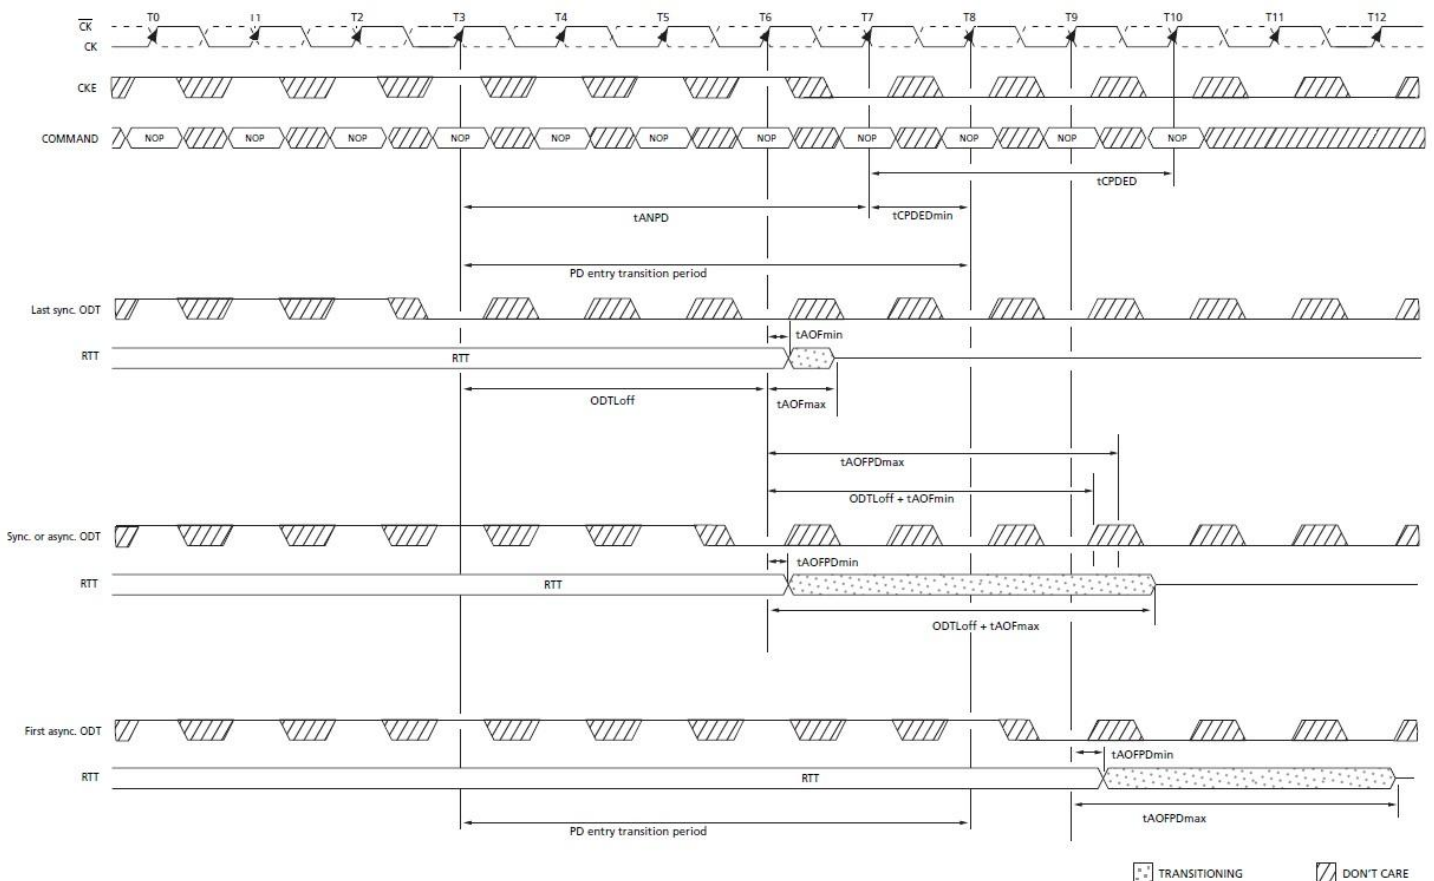 T0 T1 T2 T3 T4 T5 T6 T7 T8 T9 T10 T11 T12
CK
CK
CKE
COMMAND NOP NOP NOP NOP NOP NOP NOP NOP NOP NOP NOP
tCPDED
tANPD tCPDEDmin
PD entry transition period
Last sync. ODT
tAOFmin
RTT RTT
ODTLoff tAOFmax
tAOFPDmax
ODTLoff + tAOFmin
Sync. or async. ODT
tAOFPDmin
RTT RTT
ODTLoff + tAOFmax
First async. ODT
tAOFPDmin
RTT RTT
tAOFPDmax
PD entry transition period
TRANSITIONING DON'T CARE